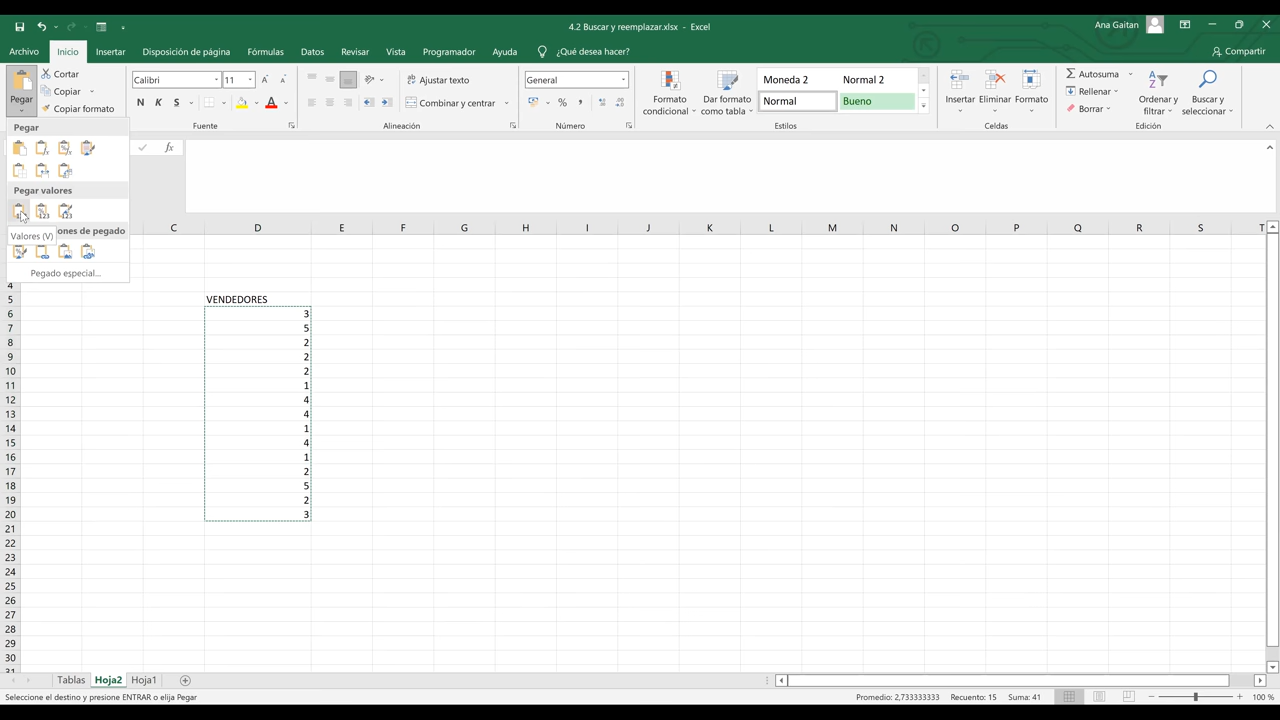 4.2 Buscar y reemplazar.xlsx - Excel
Ana Gaitan
Archivo Inicio Insertar Disposición de página Fórmulas Datos Revisar Vista Programador Ayuda ¿Qué desea hacer? Compartir
Pegar
Cortar
Copiar
Copiar formato
Calibri 11
N K S
Fuente
Ajustar texto
Combinar y centrar
Alineación
General
% 000
Número
Formato condicional
Dar formato como tabla
Moneda 2 Normal 2
Normal Bueno
Estilos
Insertar Eliminar Formato
Celdas
Autosuma
Rellenar
Borrar
Ordenar y filtrar
Buscar y seleccionar
Edición
Pegar
Pegar valores
Valores (V)
ones de pegado
Pegado especial...
fx
C D E F G H I J K L M N O P Q R S T
4
5 VENDEDORES
6 3
7 5
8 2
9 2
10 2
11 1
12 4
13 4
14 1
15 4
16 1
17 2
18 5
19 2
20 3
21
22
23
24
25
26
27
28
29
30
31
Tablas Hoja2 Hoja1
Seleccione el destino y presione ENTRAR o elija Pegar
Promedio: 2,733333333 Recuento: 15 Suma: 41
100 %